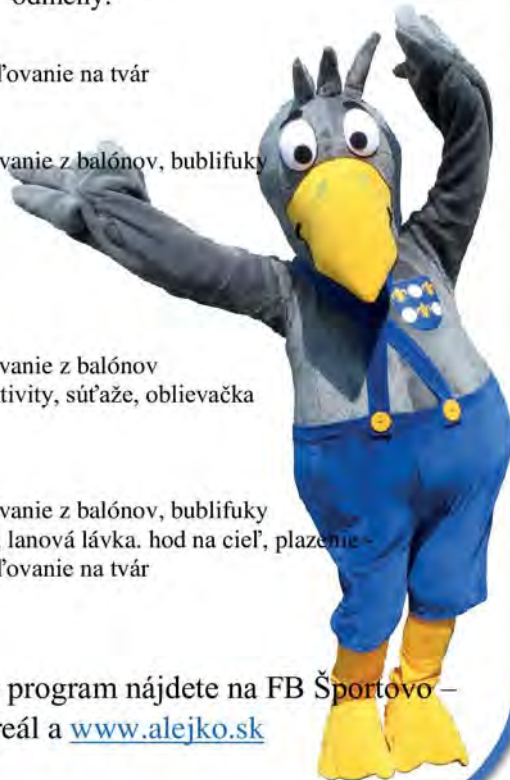 odmeny.
ľovanie na tvár
vanie z balónov, bublifuky
vanie z balónov
tivity, súťaže, oblievačka
vanie z balónov, bublifuky
lanová lávka. hod na cieľ, plazenie -
ľovanie na tvár
program nájdete na FB Športovo –
reál a www.alejko.sk